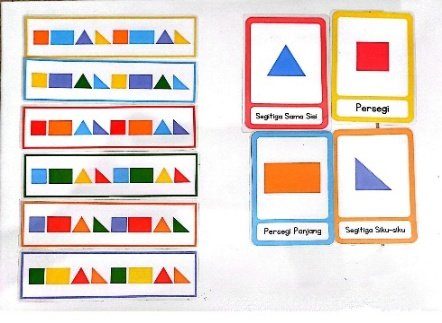 Segitiga Sama Sisi
Persegi
Persegi Panjang
Segitiga Siku-siku